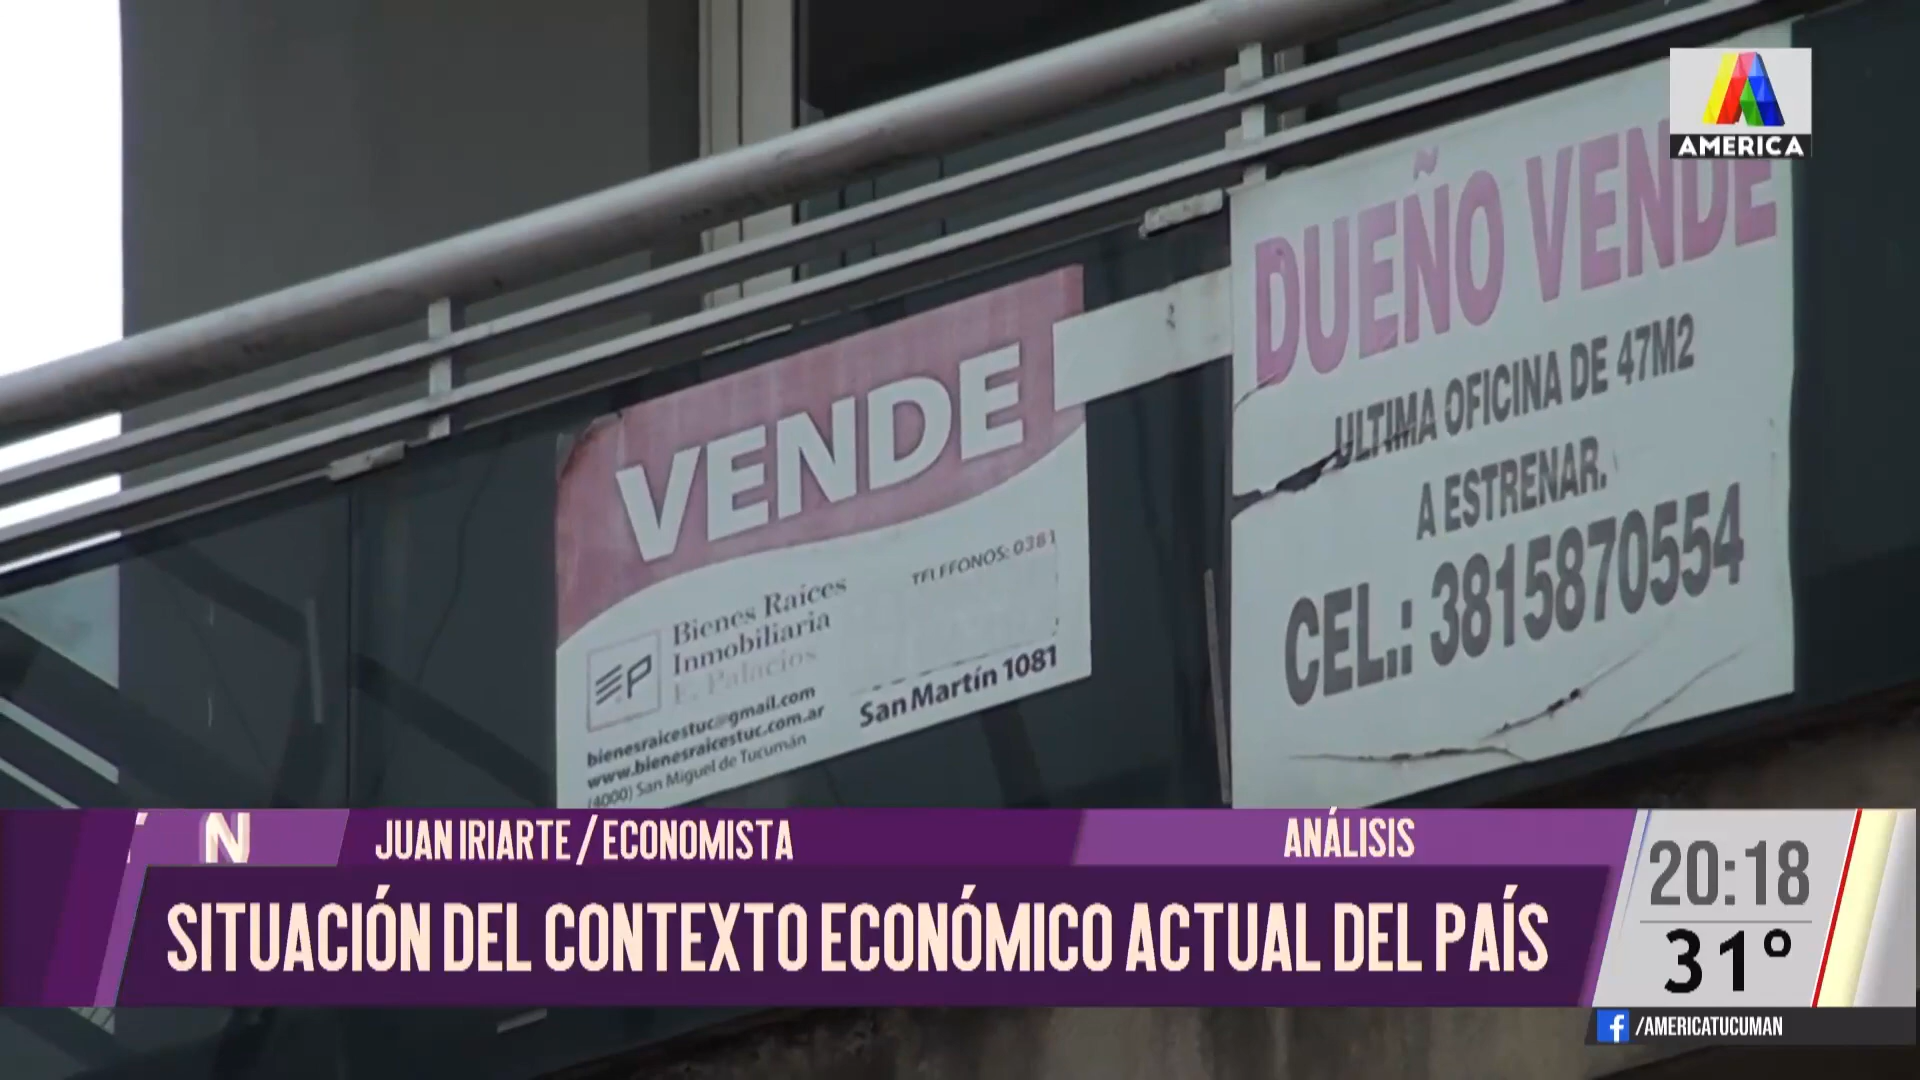 AMERICA
DUEÑO VENDE
ULTIMA OFICINA DE 47M2
A ESTRENAR.
CEL.: 3815870554
VENDE
TELEFONOS: 0381
Bienes Raíces
Inmobiliaria
E. Palacios
EP
San Martín 1081
bienesraicestuc@gmail.com
www.bienesraicestuc.com.ar
(4000) San Miguel de Tucumán
N
JUAN IRIARTE / ECONOMISTA
ANÁLISIS
SITUACIÓN DEL CONTEXTO ECONÓMICO ACTUAL DEL PAÍS
20:18
31°
/AMERICATUCUMAN